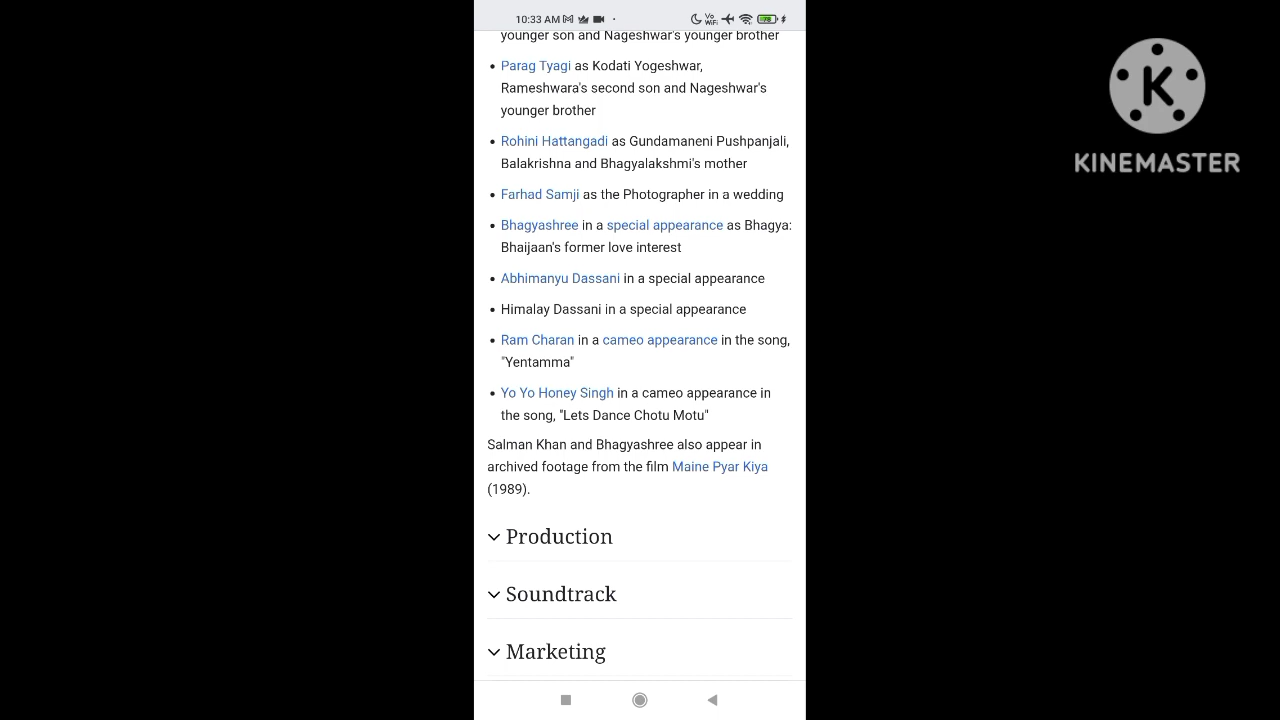 10:33 AM
Vo
WiFi
78
younger son and Nageshwar's younger brother
• Parag Tyagi as Kodati Yogeshwar,
Rameshwara's second son and Nageshwar's
younger brother
• Rohini Hattangadi as Gundamaneni Pushpanjali,
Balakrishna and Bhagyalakshmi's mother
• Farhad Samji as the Photographer in a wedding
• Bhagyashree in a special appearance as Bhagya:
Bhaijaan's former love interest
• Abhimanyu Dassani in a special appearance
• Himalay Dassani in a special appearance
• Ram Charan in a cameo appearance in the song,
"Yentamma"
• Yo Yo Honey Singh in a cameo appearance in
the song, "Lets Dance Chotu Motu"
Salman Khan and Bhagyashree also appear in
archived footage from the film Maine Pyar Kiya
(1989).
Production
Soundtrack
Marketing
K
KINEMASTER